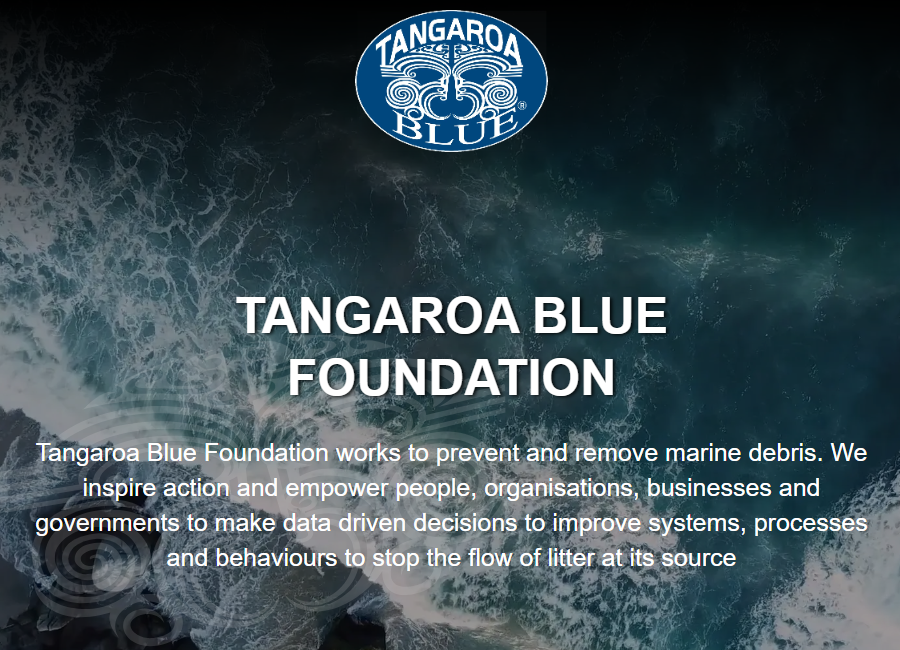 TANGAROA
BLUE®
TANGAROA BLUE
FOUNDATION
Tangaroa Blue Foundation works to prevent and remove marine debris. We
inspire action and empower people, organisations, businesses and
governments to make data driven decisions to improve systems, processes
and behaviours to stop the flow of litter at its source